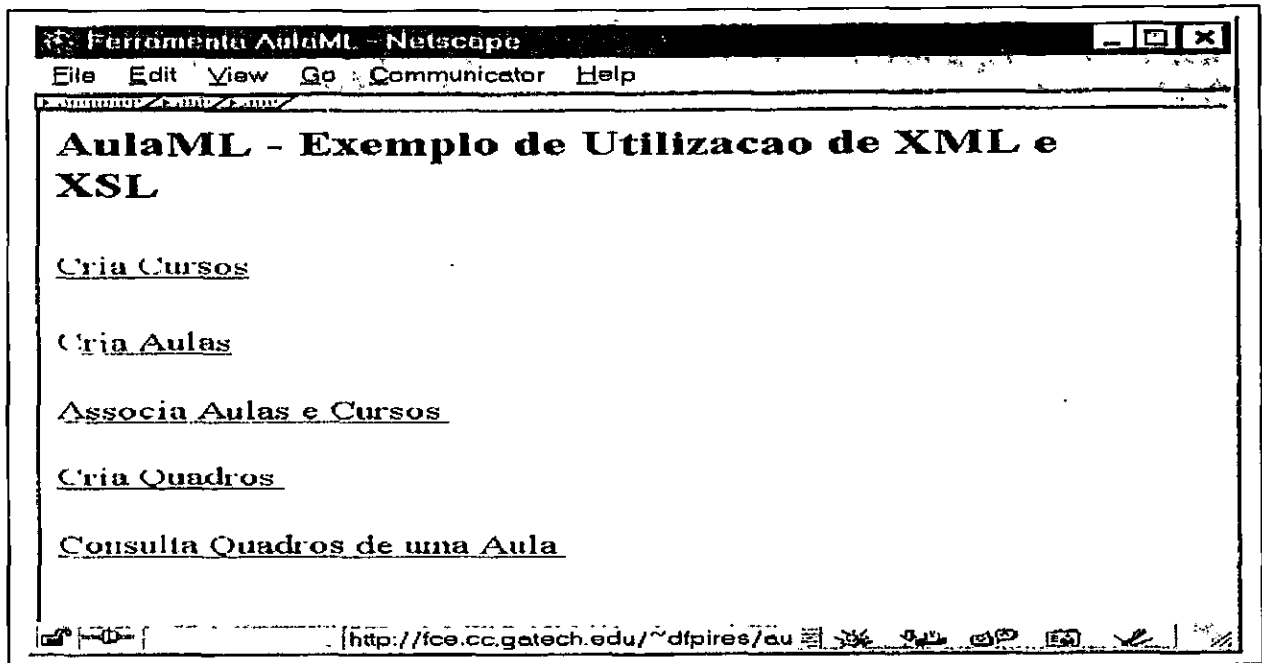 Ferramenta AulaML - Netscape
File Edit View Go Communicator Help
AulaML - Exemplo de Utilizacao de XML e
XSL
Cria Cursos
Cria Aulas
Associa Aulas e Cursos
Cria Quadros
Consulta Quadros de uma Aula
http://fce.cc.gatech.edu/~dfpires/au